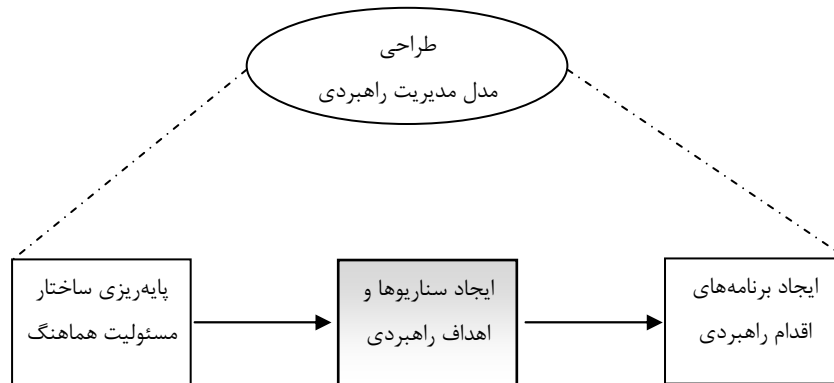 طراحی
مدل مدیریت راهبردی
پایه‌ریزی ساختار
مسئولیت هماهنگ
ایجاد سناریوها و
اهداف راهبردی
ایجاد برنامه‌های
اقدام راهبردی